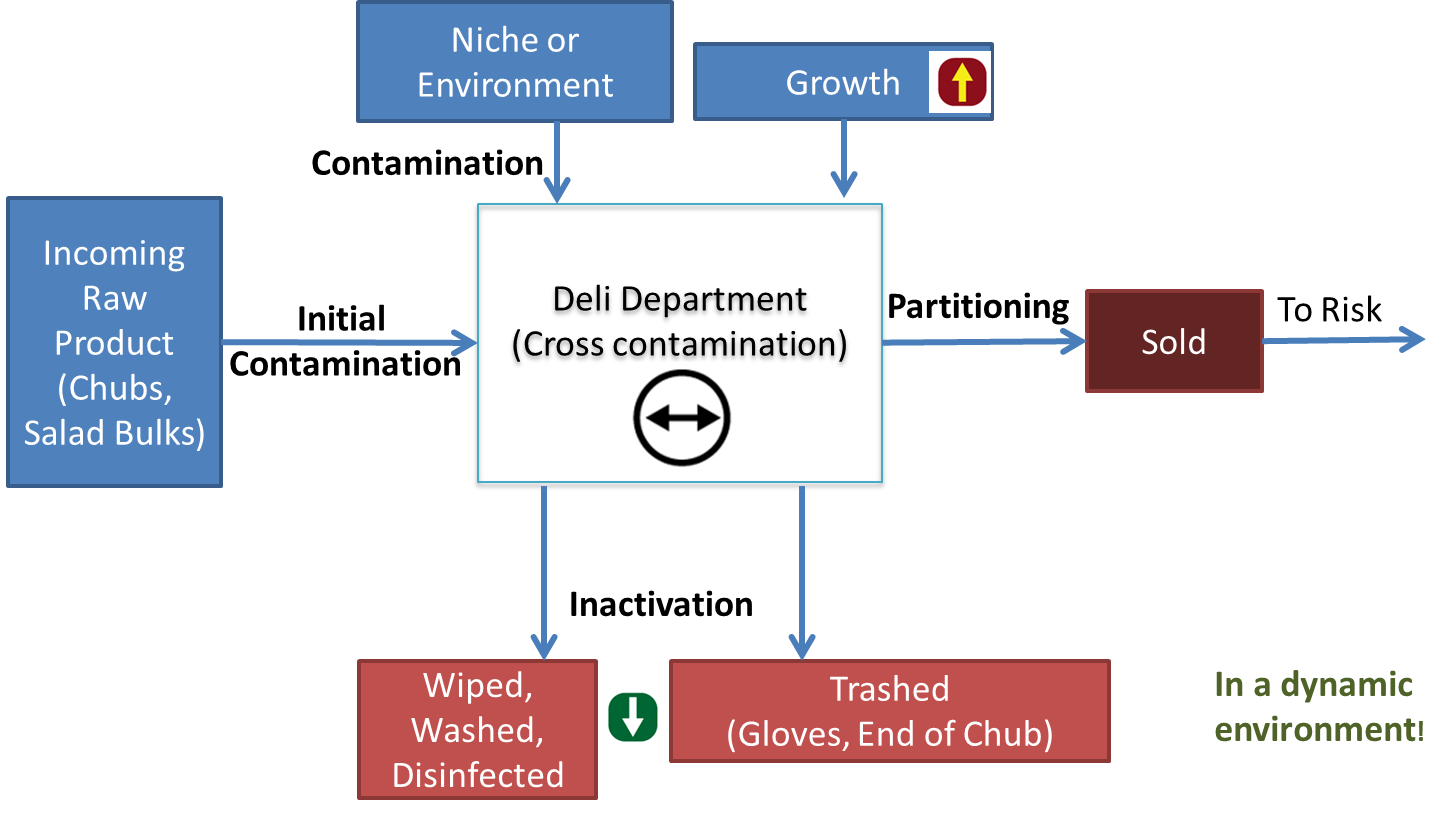 Niche or
Environment
Growth
Contamination
Incoming
Raw
Product
(Chubs,
Salad Bulks)
Initial
Contamination
Deli Department
(Cross contamination)
Partitioning
Sold
To Risk
Inactivation
Wiped,
Washed,
Disinfected
Trashed
(Gloves, End of Chub)
In a dynamic
environment!